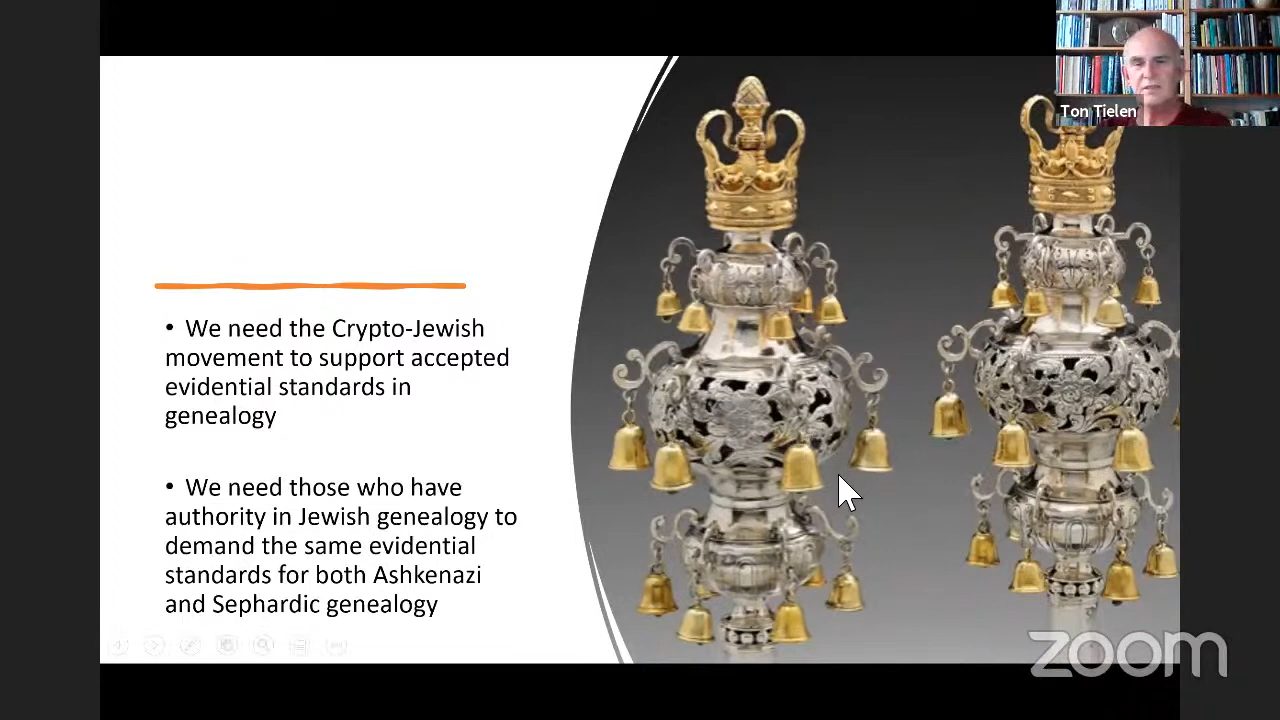 Ton Tielen
• We need the Crypto-Jewish
movement to support accepted
evidential standards in
genealogy
• We need those who have
authority in Jewish genealogy to
demand the same evidential
standards for both Ashkenazi
and Sephardic genealogy
zoom